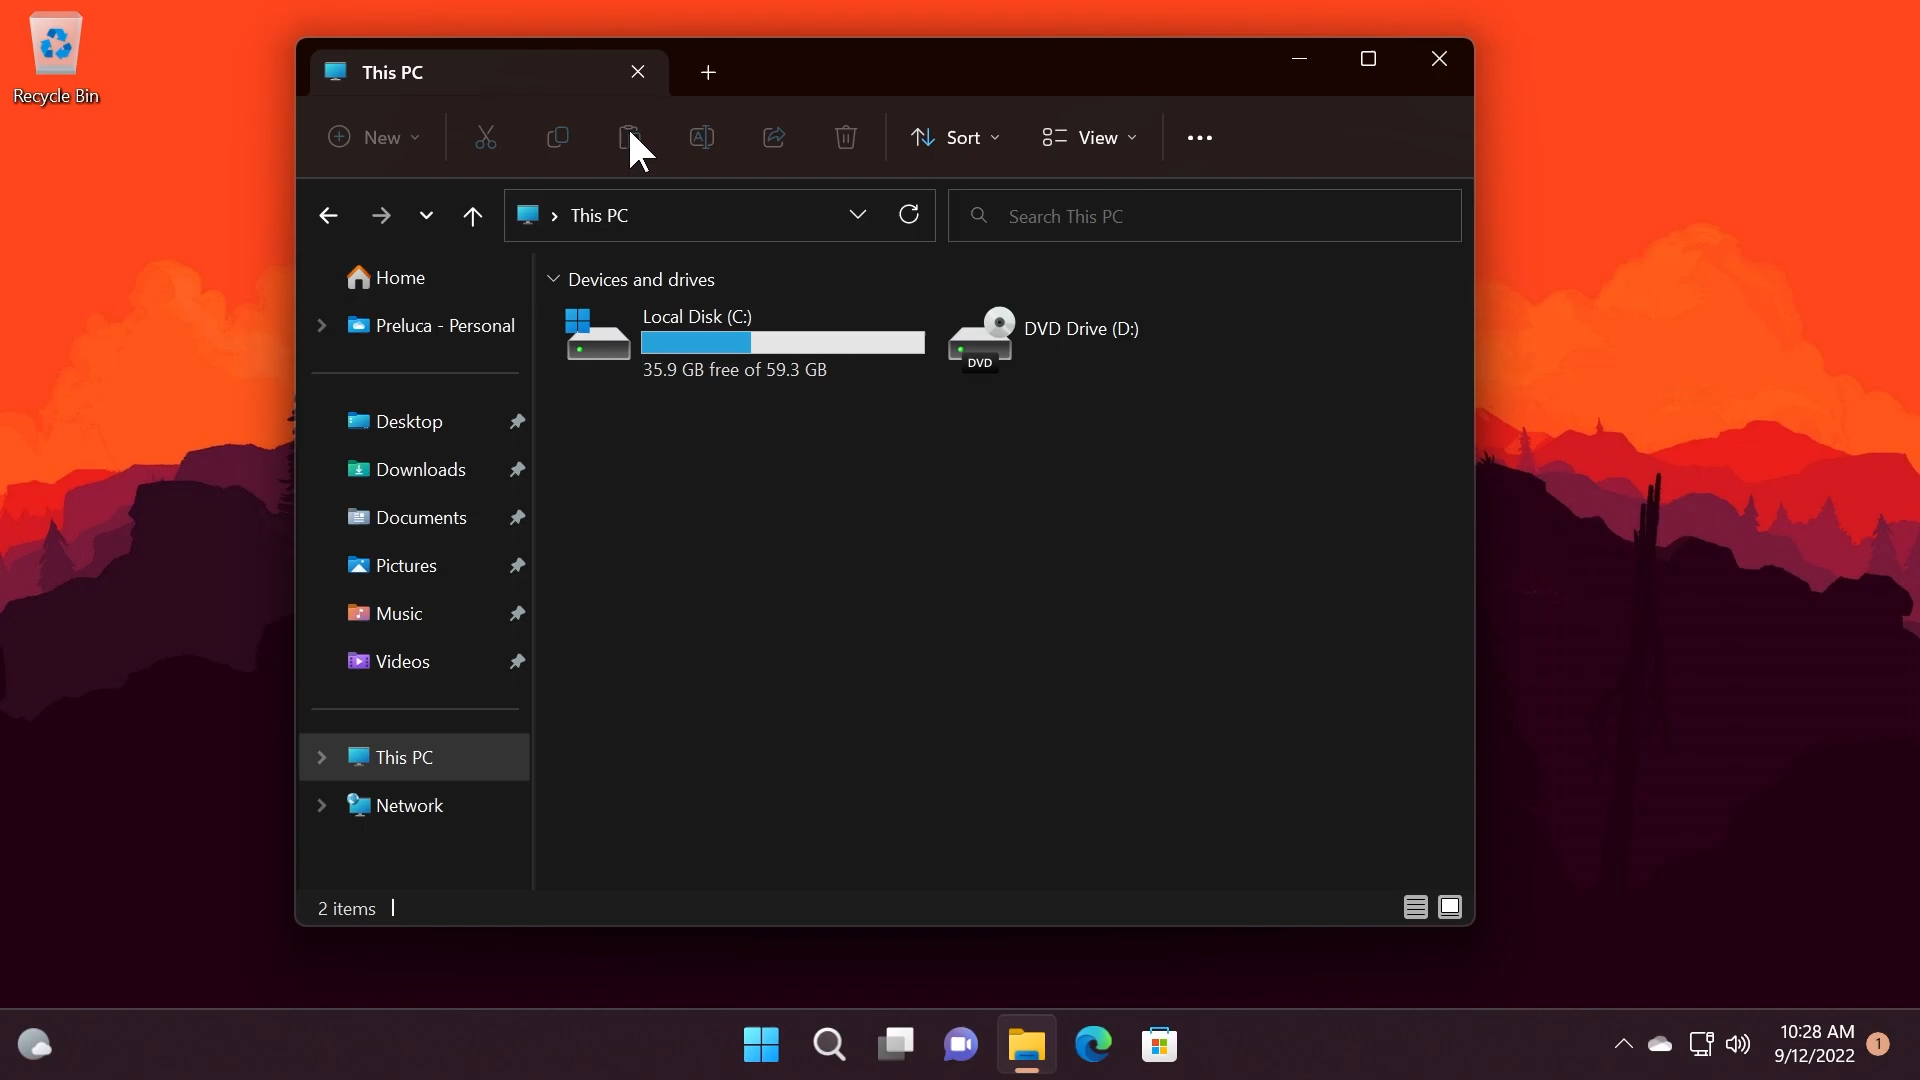 Recycle Bin
This PC
New
Sort
View
This PC
Search This PC
Home
Preluca - Personal
Desktop
Downloads
Documents
Pictures
Music
Videos
This PC
Network
Devices and drives
Local Disk (C:)
35.9 GB free of 59.3 GB
DVD
DVD Drive (D:)
2 items
10:28 AM
9/12/2022
1